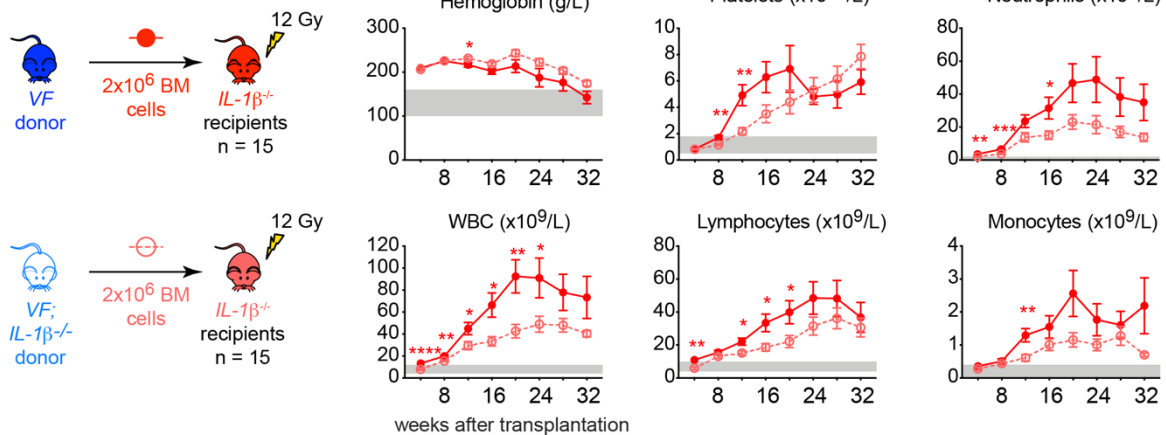 12 Gy
VF
donor
2x10⁶ BM
cells
IL-1β⁻/⁻
recipients
n = 15
12 Gy
VF;
IL-1β-/-
donor
2x10⁶ BM
cells
IL-1β⁻/⁻
recipients
n = 15
Hemoglobin (g/L)
300
200
100
0
*
8 16 24 32
Platelets
8
6
4
2
0
** **
8 16 24 32
Neutrophils
80
60
40
20
0
** *** *
8 16 24 32
WBC (x10⁹/L)
120
100
80
60
40
20
0
**** ** * * ** *
8 16 24 32
weeks after transplantation
Lymphocytes (x10⁹/L)
80
60
40
20
0
** * * *
8 16 24 32
Monocytes (x10⁹/L)
4
3
2
1
0
**
8 16 24 32